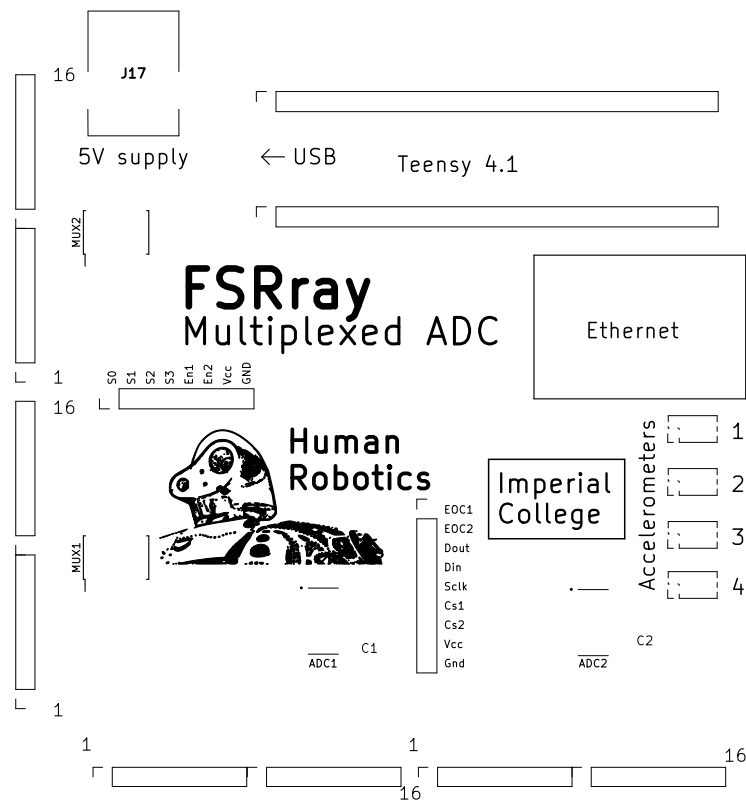 16
J17
5V supply
← USB
Teensy 4.1
MUX2
FSRray
Multiplexed ADC
Ethernet
1
S0
S1
S2
S3
En1
En2
Vcc
GND
16
Human
Robotics
Imperial
College
Accelerometers
1
2
3
4
EOC1
EOC2
Dout
Din
Sclk
Cs1
Cs2
Vcc
Gnd
MUX1
C1
C2
ADC1
ADC2
1
1
1
16
16